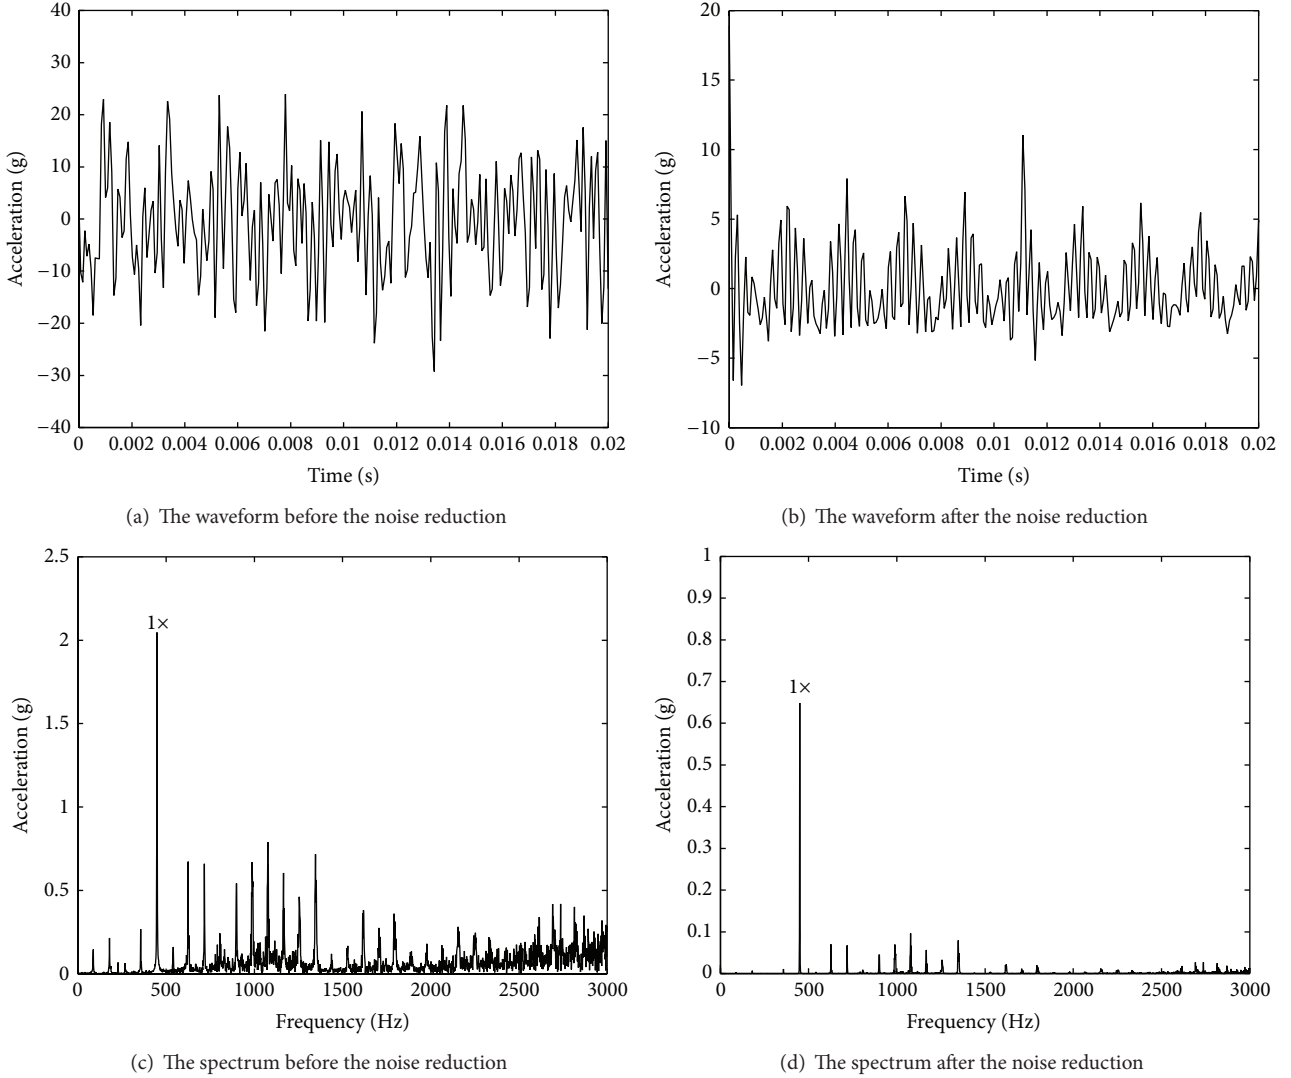 40
30
20
10
0
−10
−20
−30
−40
Acceleration (g)
0 0.002 0.004 0.006 0.008 0.01 0.012 0.014 0.016 0.018 0.02
Time (s)
(a) The waveform before the noise reduction
20
15
10
5
0
−5
−10
Acceleration (g)
0 0.002 0.004 0.006 0.008 0.01 0.012 0.014 0.016 0.018 0.02
Time (s)
(b) The waveform after the noise reduction
2.5
2
1.5
1
0.5
0
Acceleration (g)
1×
0 500 1000 1500 2000 2500 3000
Frequency (Hz)
(c) The spectrum before the noise reduction
1
0.9
0.8
0.7
0.6
0.5
0.4
0.3
0.2
0.1
0
Acceleration (g)
1×
0 500 1000 1500 2000 2500 3000
Frequency (Hz)
(d) The spectrum after the noise reduction